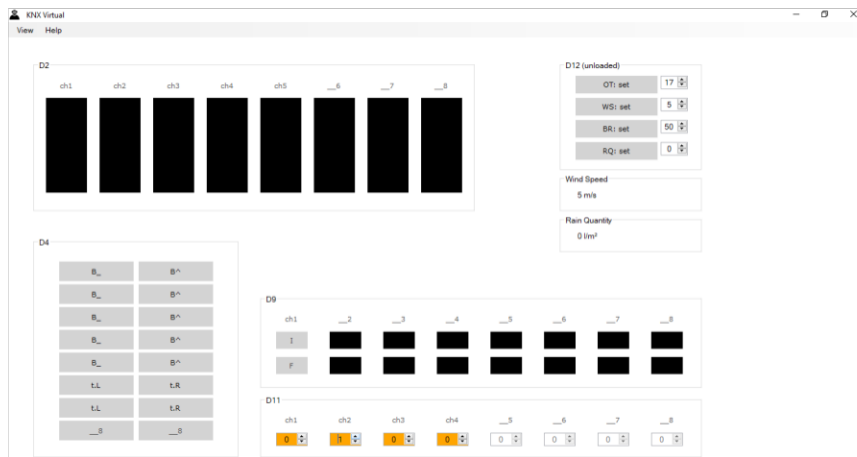 KNX Virtual
View Help
D2
ch1 ch2 ch3 ch4 ch5 __6 __7 __8
D12 (unloaded)
OT: set 17
WS: set 5
BR: set 50
RQ: set 0
Wind Speed
5 m/s
Rain Quantity
0 l/m²
D4
B_ B^
B_ B^
B_ B^
B_ B^
B_ B^
t.L t.R
t.L t.R
__8 __8
D9
ch1 __2 __3 __4 __5 __6 __7 __8
I
F
D11
ch1 ch2 ch3 ch4 __5 __6 __7 __8
0 1 0 0 0 0 0 0